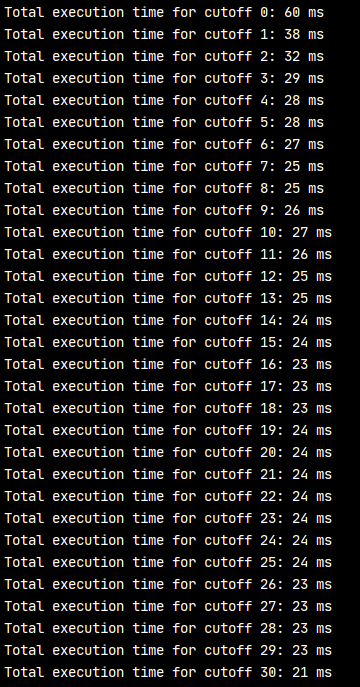 Total execution time for cutoff 0: 60 ms
Total execution time for cutoff 1: 38 ms
Total execution time for cutoff 2: 32 ms
Total execution time for cutoff 3: 29 ms
Total execution time for cutoff 4: 28 ms
Total execution time for cutoff 5: 28 ms
Total execution time for cutoff 6: 27 ms
Total execution time for cutoff 7: 25 ms
Total execution time for cutoff 8: 25 ms
Total execution time for cutoff 9: 26 ms
Total execution time for cutoff 10: 27 ms
Total execution time for cutoff 11: 26 ms
Total execution time for cutoff 12: 25 ms
Total execution time for cutoff 13: 25 ms
Total execution time for cutoff 14: 24 ms
Total execution time for cutoff 15: 24 ms
Total execution time for cutoff 16: 23 ms
Total execution time for cutoff 17: 23 ms
Total execution time for cutoff 18: 23 ms
Total execution time for cutoff 19: 24 ms
Total execution time for cutoff 20: 24 ms
Total execution time for cutoff 21: 24 ms
Total execution time for cutoff 22: 24 ms
Total execution time for cutoff 23: 24 ms
Total execution time for cutoff 24: 24 ms
Total execution time for cutoff 25: 24 ms
Total execution time for cutoff 26: 23 ms
Total execution time for cutoff 27: 23 ms
Total execution time for cutoff 28: 23 ms
Total execution time for cutoff 29: 23 ms
Total execution time for cutoff 30: 21 ms